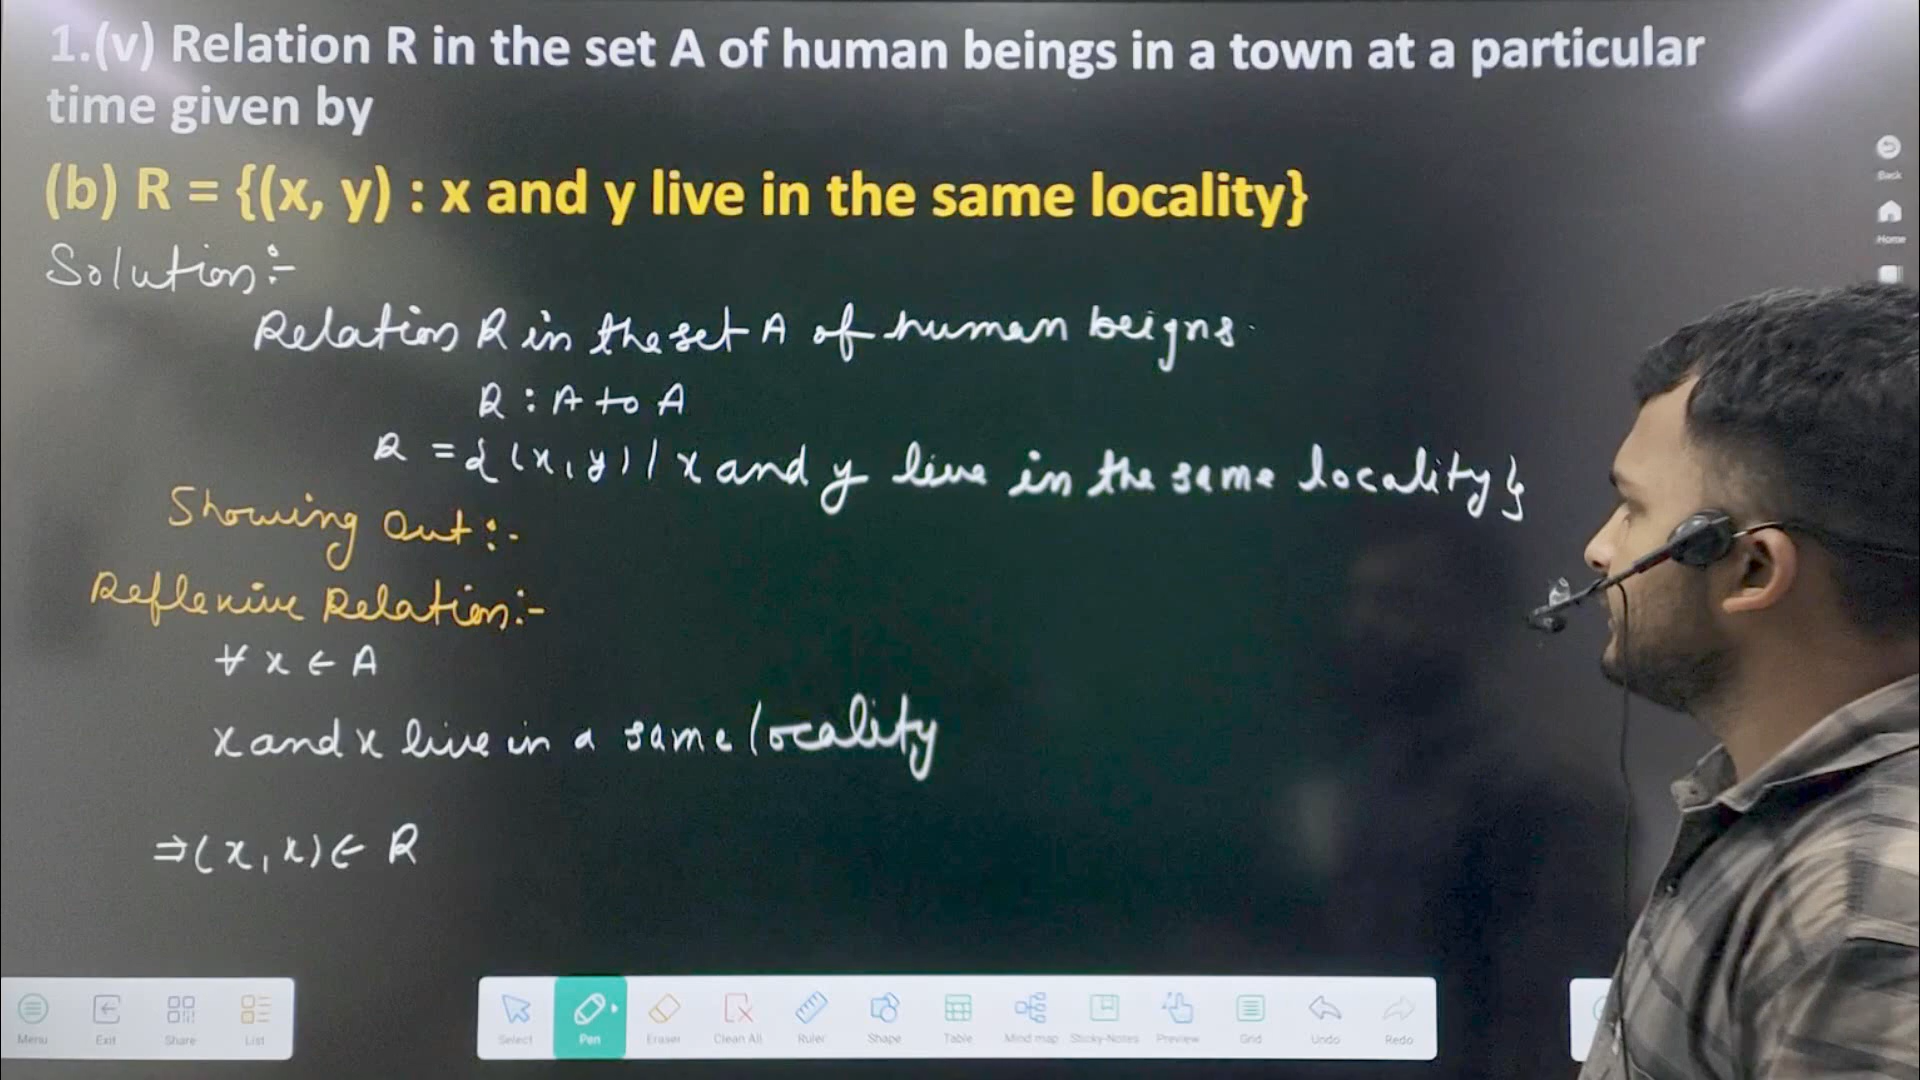 1.(v) Relation R in the set A of human beings in a town at a particular
time given by
(b) R = {(x, y) : x and y live in the same locality}
Solution:-
Relation R in the set A of human beigns.
R : A to A
R = {(x, y) / x and y live in the same locality}
Showing Out:-
Reflexive Relation:-
∀ x ∈ A
x and x live in a same locality
⇒ (x, x) ∈ R
Back
Home
Menu Exit Share List Select Pen Eraser Clean All Ruler Shape Table Mind map Sticky-Notes Preview Grid Undo Redo